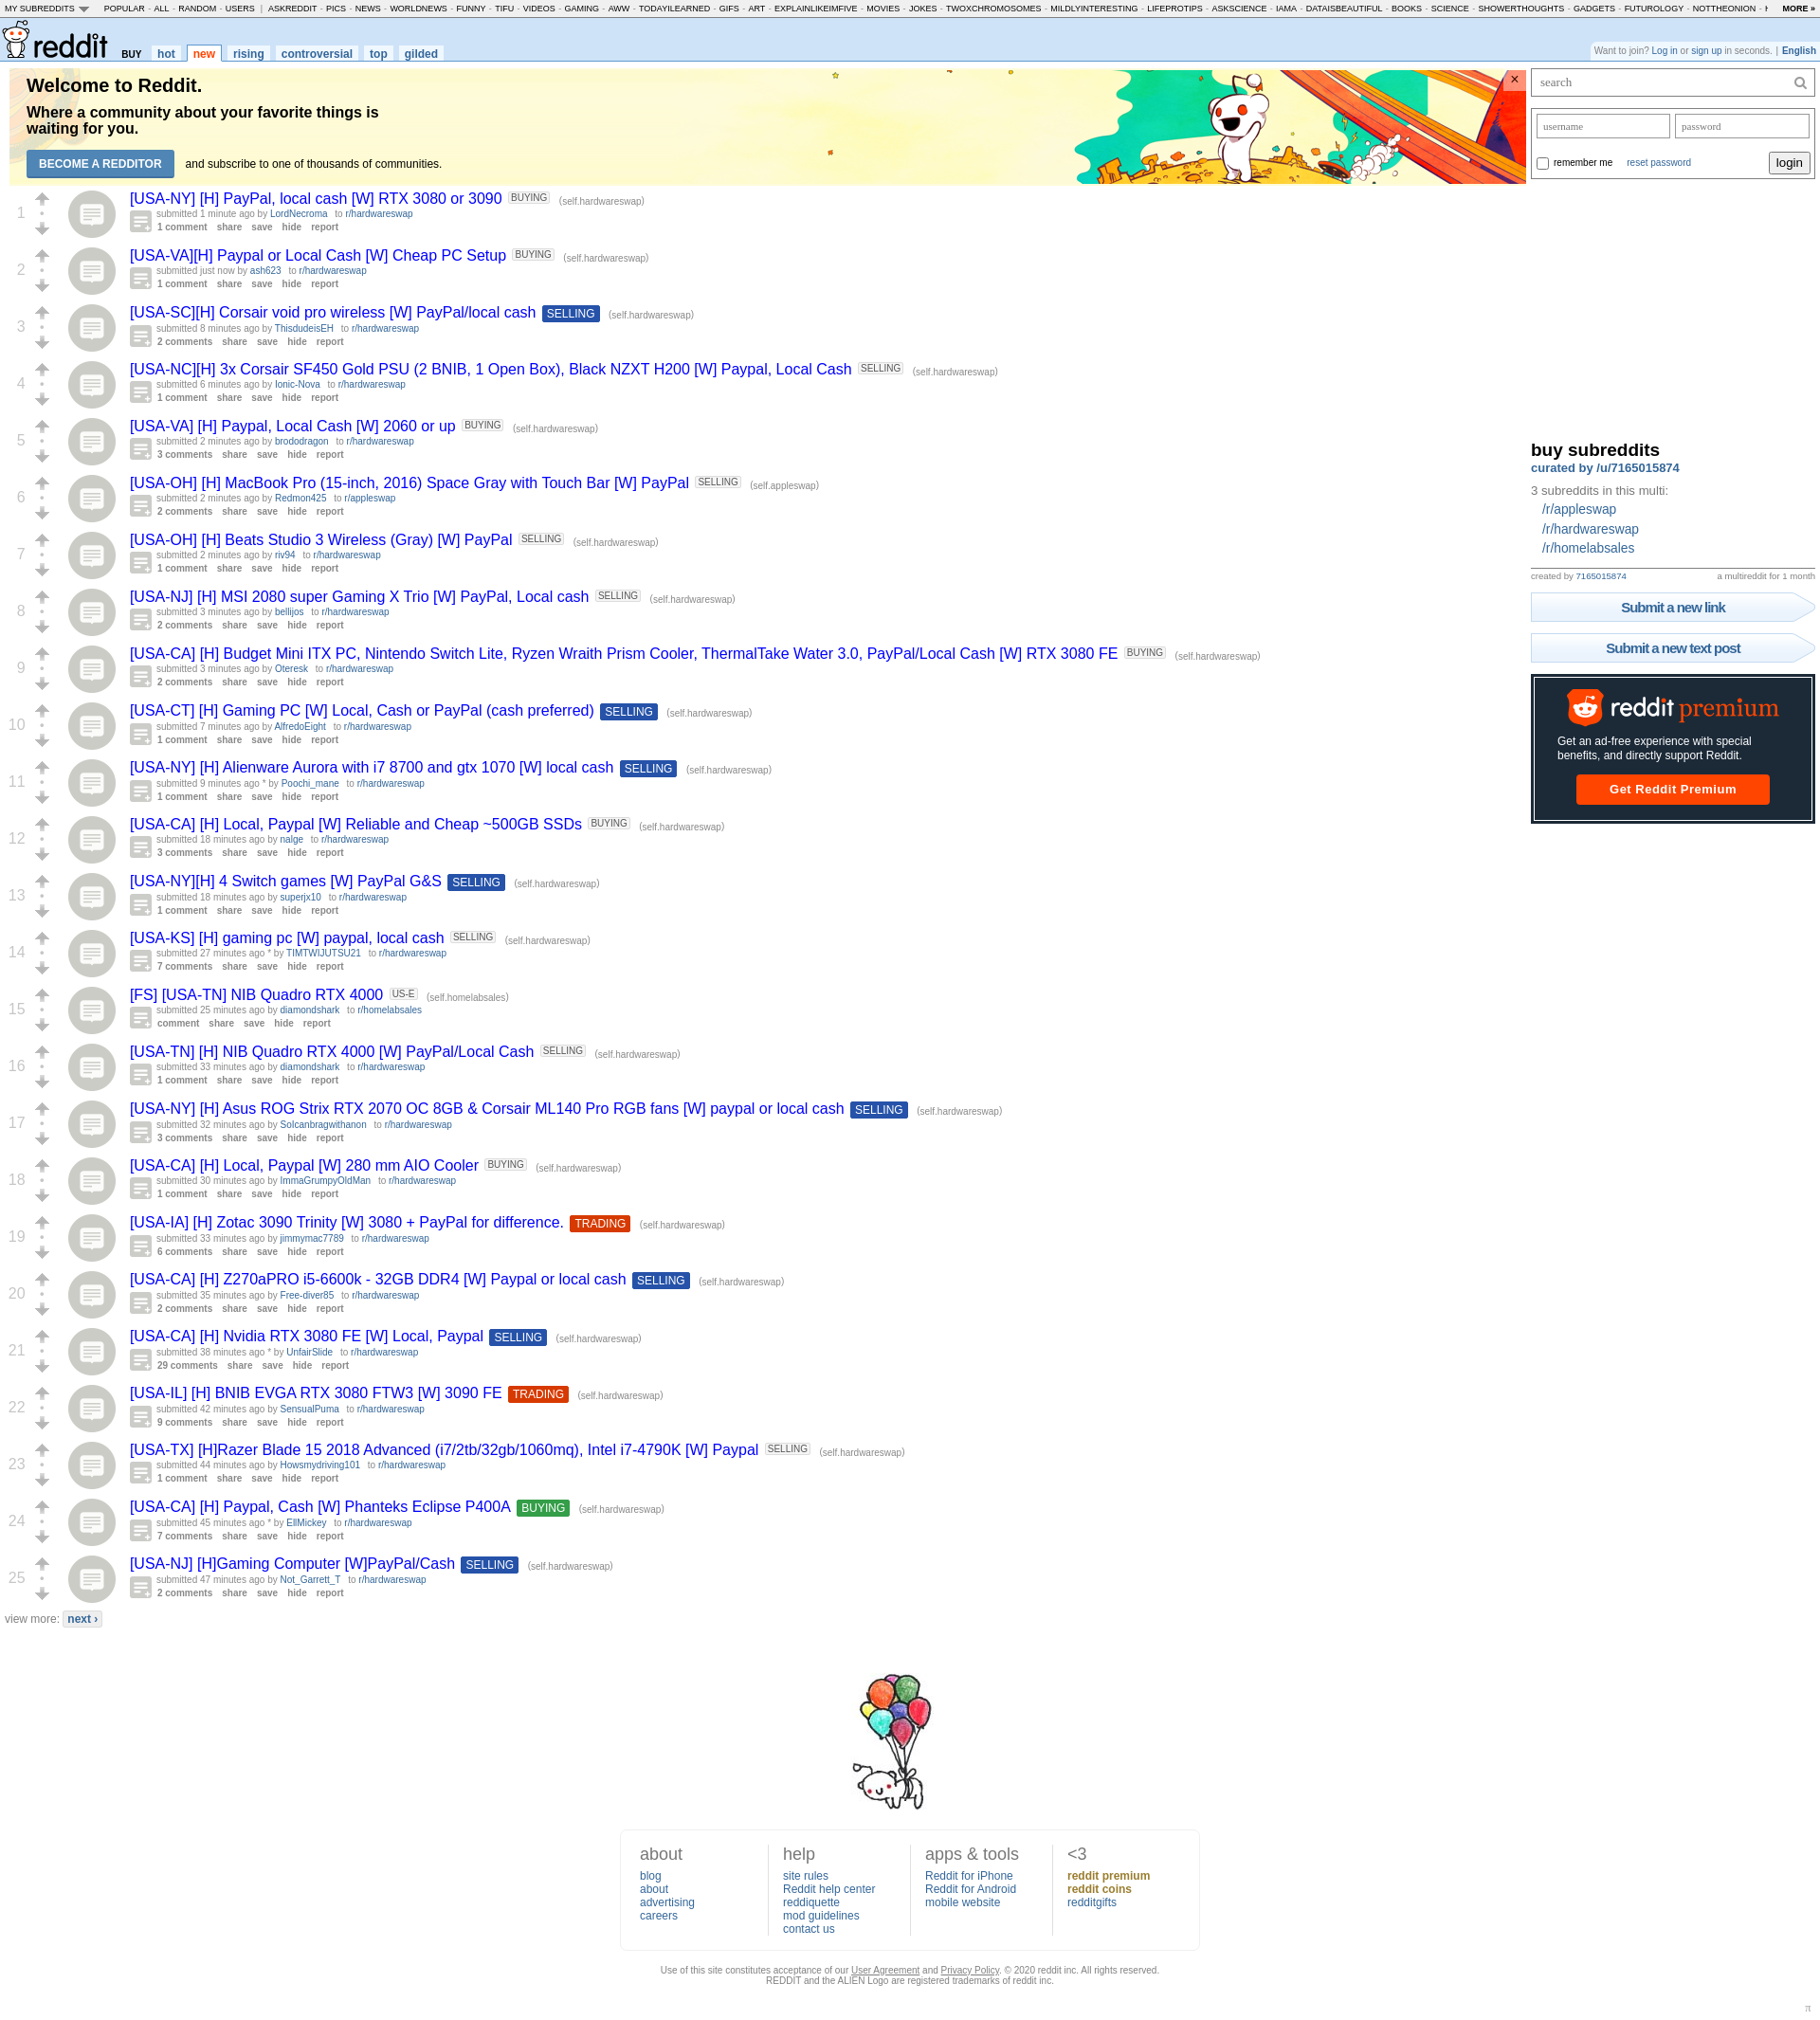 MY SUBREDDITS POPULAR - ALL - RANDOM - USERS | ASKREDDIT - PICS - NEWS - WORLDNEWS - FUNNY - TIFU - VIDEOS - GAMING - AWW - TODAYILEARNED - GIFS - ART - EXPLAINLIKEIMFIVE - MOVIES - JOKES - TWOXCHROMOSOMES - MILDLYINTERESTING - LIFEPROTIPS - ASKSCIENCE - IAMA - DATAISBEAUTIFUL - BOOKS - SCIENCE - SHOWERTHOUGHTS - GADGETS - FUTUROLOGY - NOTTHEONION - MORE »
reddit BUY hot new rising controversial top gilded
Want to join? Log in or sign up in seconds. | English
Welcome to Reddit.
Where a community about your favorite things is
waiting for you.
BECOME A REDDITOR and subscribe to one of thousands of communities.
×
search
username password
remember me reset password login
1
[USA-NY] [H] PayPal, local cash [W] RTX 3080 or 3090 BUYING (self.hardwareswap)
submitted 1 minute ago by LordNecroma to r/hardwareswap
1 comment share save hide report
2
[USA-VA][H] Paypal or Local Cash [W] Cheap PC Setup BUYING (self.hardwareswap)
submitted just now by ash623 to r/hardwareswap
1 comment share save hide report
3
[USA-SC][H] Corsair void pro wireless [W] PayPal/local cash SELLING (self.hardwareswap)
submitted 8 minutes ago by ThisdudeisEH to r/hardwareswap
2 comments share save hide report
4
[USA-NC][H] 3x Corsair SF450 Gold PSU (2 BNIB, 1 Open Box), Black NZXT H200 [W] Paypal, Local Cash SELLING (self.hardwareswap)
submitted 6 minutes ago by Ionic-Nova to r/hardwareswap
1 comment share save hide report
5
[USA-VA] [H] Paypal, Local Cash [W] 2060 or up BUYING (self.hardwareswap)
submitted 2 minutes ago by brododragon to r/hardwareswap
3 comments share save hide report
6
[USA-OH] [H] MacBook Pro (15-inch, 2016) Space Gray with Touch Bar [W] PayPal SELLING (self.appleswap)
submitted 2 minutes ago by Redmon425 to r/appleswap
2 comments share save hide report
7
[USA-OH] [H] Beats Studio 3 Wireless (Gray) [W] PayPal SELLING (self.hardwareswap)
submitted 2 minutes ago by riv94 to r/hardwareswap
1 comment share save hide report
8
[USA-NJ] [H] MSI 2080 super Gaming X Trio [W] PayPal, Local cash SELLING (self.hardwareswap)
submitted 3 minutes ago by bellijos to r/hardwareswap
2 comments share save hide report
9
[USA-CA] [H] Budget Mini ITX PC, Nintendo Switch Lite, Ryzen Wraith Prism Cooler, ThermalTake Water 3.0, PayPal/Local Cash [W] RTX 3080 FE BUYING (self.hardwareswap)
submitted 3 minutes ago by Oteresk to r/hardwareswap
2 comments share save hide report
10
[USA-CT] [H] Gaming PC [W] Local, Cash or PayPal (cash preferred) SELLING (self.hardwareswap)
submitted 7 minutes ago by AlfredoEight to r/hardwareswap
1 comment share save hide report
11
[USA-NY] [H] Alienware Aurora with i7 8700 and gtx 1070 [W] local cash SELLING (self.hardwareswap)
submitted 9 minutes ago * by Poochi_mane to r/hardwareswap
1 comment share save hide report
12
[USA-CA] [H] Local, Paypal [W] Reliable and Cheap ~500GB SSDs BUYING (self.hardwareswap)
submitted 18 minutes ago by nalge to r/hardwareswap
3 comments share save hide report
13
[USA-NY][H] 4 Switch games [W] PayPal G&S SELLING (self.hardwareswap)
submitted 18 minutes ago by superjx10 to r/hardwareswap
1 comment share save hide report
14
[USA-KS] [H] gaming pc [W] paypal, local cash SELLING (self.hardwareswap)
submitted 27 minutes ago * by TIMTWIJUTSU21 to r/hardwareswap
7 comments share save hide report
15
[FS] [USA-TN] NIB Quadro RTX 4000 US-E (self.homelabsales)
submitted 25 minutes ago by diamondshark to r/homelabsales
comment share save hide report
16
[USA-TN] [H] NIB Quadro RTX 4000 [W] PayPal/Local Cash SELLING (self.hardwareswap)
submitted 33 minutes ago by diamondshark to r/hardwareswap
1 comment share save hide report
17
[USA-NY] [H] Asus ROG Strix RTX 2070 OC 8GB & Corsair ML140 Pro RGB fans [W] paypal or local cash SELLING (self.hardwareswap)
submitted 32 minutes ago by Solcanbragwithanon to r/hardwareswap
3 comments share save hide report
18
[USA-CA] [H] Local, Paypal [W] 280 mm AIO Cooler BUYING (self.hardwareswap)
submitted 30 minutes ago by ImmaGrumpyOldMan to r/hardwareswap
1 comment share save hide report
19
[USA-IA] [H] Zotac 3090 Trinity [W] 3080 + PayPal for difference. TRADING (self.hardwareswap)
submitted 33 minutes ago by jimmymac7789 to r/hardwareswap
6 comments share save hide report
20
[USA-CA] [H] Z270aPRO i5-6600k - 32GB DDR4 [W] Paypal or local cash SELLING (self.hardwareswap)
submitted 35 minutes ago by Free-diver85 to r/hardwareswap
2 comments share save hide report
21
[USA-CA] [H] Nvidia RTX 3080 FE [W] Local, Paypal SELLING (self.hardwareswap)
submitted 38 minutes ago * by UnfairSlide to r/hardwareswap
29 comments share save hide report
22
[USA-IL] [H] BNIB EVGA RTX 3080 FTW3 [W] 3090 FE TRADING (self.hardwareswap)
submitted 42 minutes ago by SensualPuma to r/hardwareswap
9 comments share save hide report
23
[USA-TX] [H]Razer Blade 15 2018 Advanced (i7/2tb/32gb/1060mq), Intel i7-4790K [W] Paypal SELLING (self.hardwareswap)
submitted 44 minutes ago by Howsmydriving101 to r/hardwareswap
1 comment share save hide report
24
[USA-CA] [H] Paypal, Cash [W] Phanteks Eclipse P400A BUYING (self.hardwareswap)
submitted 45 minutes ago * by EllMickey to r/hardwareswap
7 comments share save hide report
25
[USA-NJ] [H]Gaming Computer [W]PayPal/Cash SELLING (self.hardwareswap)
submitted 47 minutes ago by Not_Garrett_T to r/hardwareswap
2 comments share save hide report
view more: next ›
buy subreddits
curated by /u/7165015874
3 subreddits in this multi:
/r/appleswap
/r/hardwareswap
/r/homelabsales
created by 7165015874 a multireddit for 1 month
Submit a new link
Submit a new text post
reddit premium
Get an ad-free experience with special
benefits, and directly support Reddit.
Get Reddit Premium
about
blog
about
advertising
careers
help
site rules
Reddit help center
reddiquette
mod guidelines
contact us
apps & tools
Reddit for iPhone
Reddit for Android
mobile website
<3
reddit premium
reddit coins
redditgifts
Use of this site constitutes acceptance of our User Agreement and Privacy Policy. © 2020 reddit inc. All rights reserved.
REDDIT and the ALIEN Logo are registered trademarks of reddit inc.
π